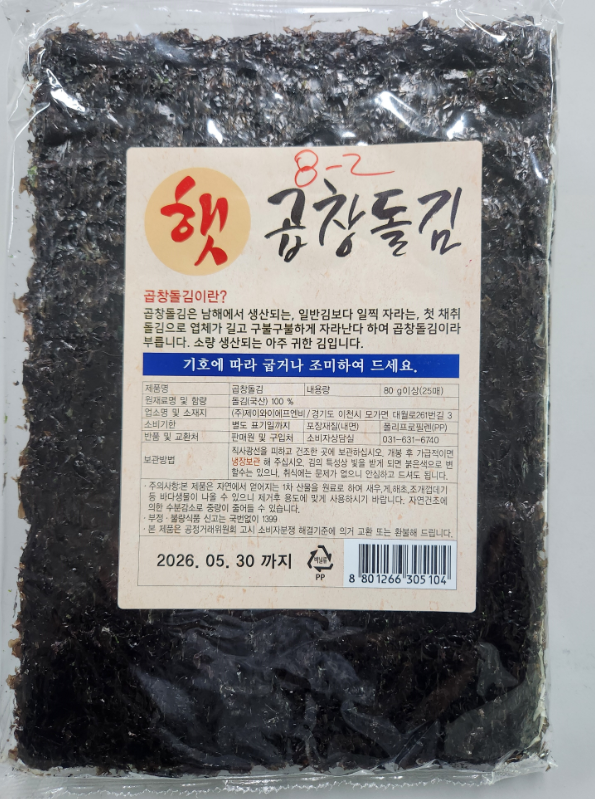 8-2
햇 곱창돌김
곱창돌김이란?
곱창돌김은 남해에서 생산되는, 일반김보다 일찍 자라는, 첫 채취
돌김으로 엽체가 길고 구불구불하게 자라난다 하여 곱창돌김이라
부릅니다. 소량 생산되는 아주 귀한 김입니다.
기호에 따라 굽거나 조미하여 드세요.
제품명 곱창돌김 내용량 80 g이상(25매)
원재료명 및 함량 돌김(국산) 100 %
업소명 및 소재지 (주)제이와이에프엔비/경기도 이천시 모가면 대월로261번길 3
소비기한 별도 표기일까지 포장재질(내면) 폴리프로필렌(PP)
반품 및 교환처 판매원 및 구입처 소비자상담실 031-631-6740
보관방법 직사광선을 피하고 건조한 곳에 보관하십시오. 개봉 후 가급적이면
냉장보관 해 주십시오. 김의 특성상 빛을 받게 되면 붉은색으로 변
할수는 있으나, 취식에는 문제가 없으니 안심하고 드셔도 됩니다.
·주의사항:본 제품은 자연에서 얻어지는 1차 산물을 원료로 하여 새우,게,해초,조개껍데기
등 바다생물이 나올 수 있으니 제거후 용도에 맞게 사용하시기 바랍니다. 자연건조에
의한 수분감소로 중량이 줄어들 수 있습니다.
·부정·불량식품 신고는 국번없이 1399
·본 제품은 공정거래위원회 고시 소비자분쟁 해결기준에 의거 교환 또는 환불해 드립니다.
2026. 05. 30 까지
비닐류
PP
8 801266 305104